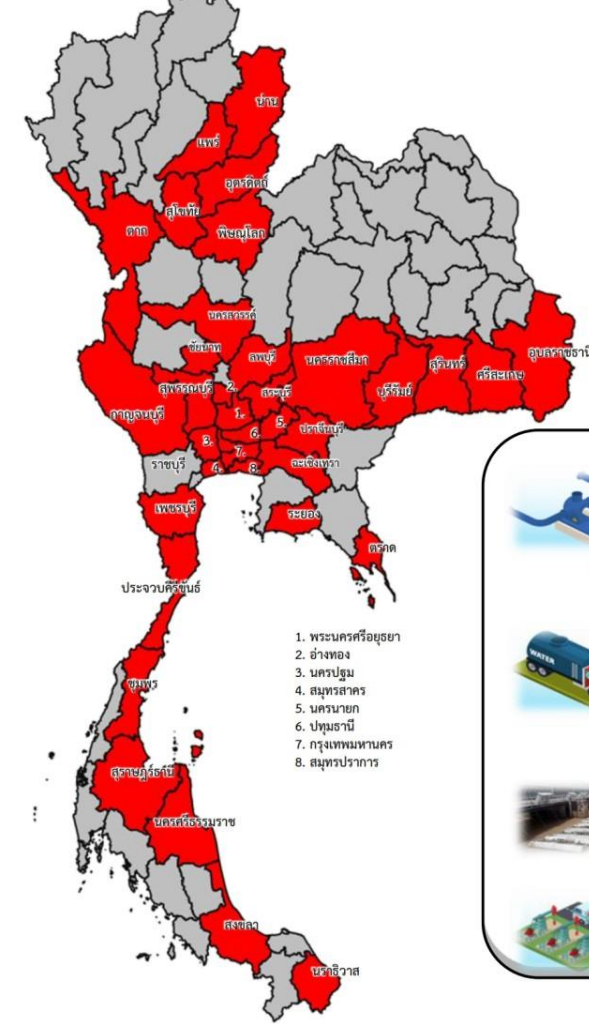 น่าน
แพร่
อุตรดิตถ์
สุโขทัย
ตาก
พิษณุโลก
นครสวรรค์
ชัยนาท
ลพบุรี
นครราชสีมา
บุรีรัมย์
สุรินทร์
ศรีสะเกษ
อุบลราชธานี
สุพรรณบุรี
2.
สระบุรี
กาญจนบุรี
1.
5.
ปราจีนบุรี
3.
6.
7.
ฉะเชิงเทรา
4.
8.
ราชบุรี
เพชรบุรี
ระยอง
ตราด
ประจวบคีรีขันธ์
1. พระนครศรีอยุธยา
2. อ่างทอง
3. นครปฐม
4. สมุทรสาคร
5. นครนายก
6. ปทุมธานี
7. กรุงเทพมหานคร
8. สมุทรปราการ
ชุมพร
สุราษฎร์ธานี
นครศรีธรรมราช
สงขลา
นราธิวาส
WATER